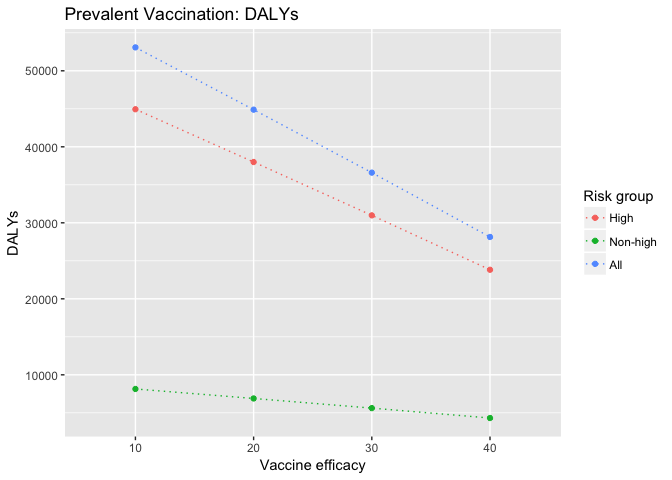 Prevalent Vaccination: DALYs
50000
40000
30000
20000
10000
DALYs
10 20 30 40
Vaccine efficacy
Risk group
High
Non-high
All